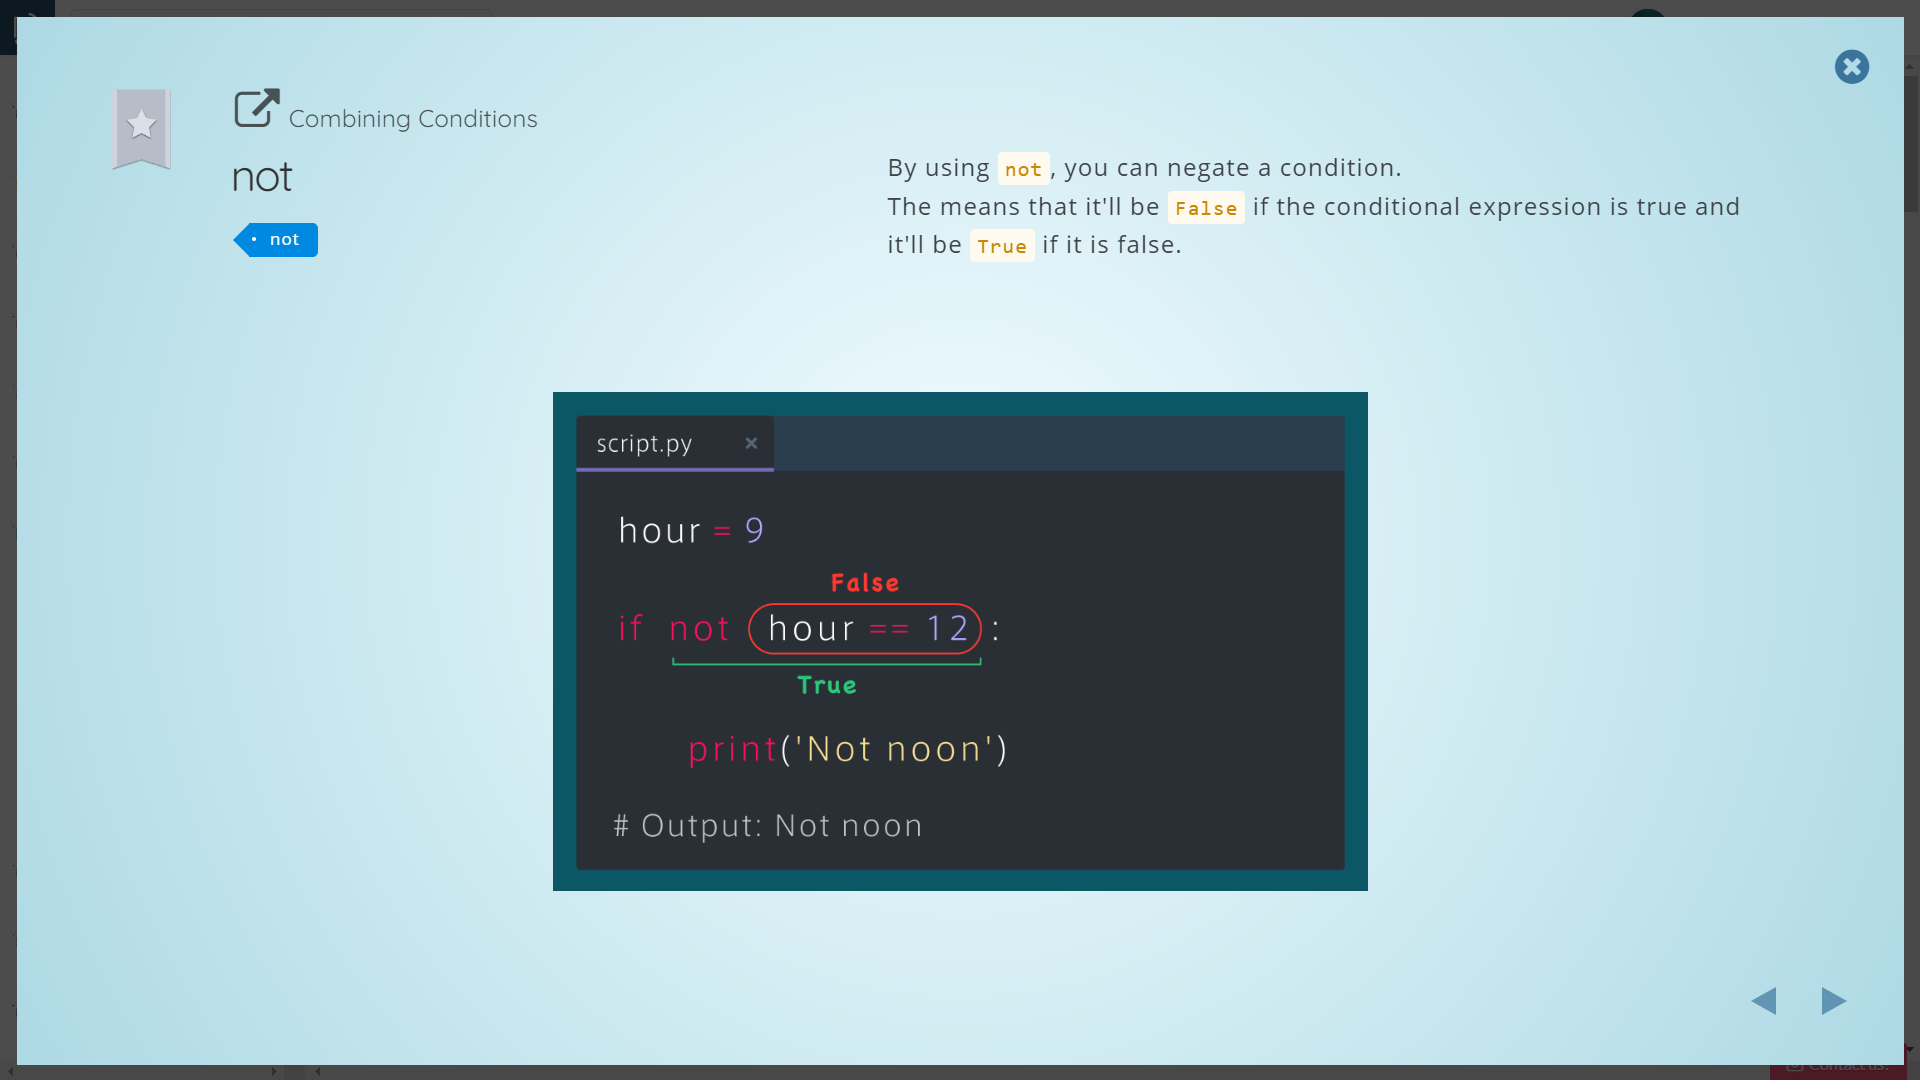 Combining Conditions
not
• not
By using not, you can negate a condition.
The means that it'll be False if the conditional expression is true and
it'll be True if it is false.
script.py ×
hour = 9
False
if not hour == 12 :
True
print('Not noon')
# Output: Not noon
Contact us!